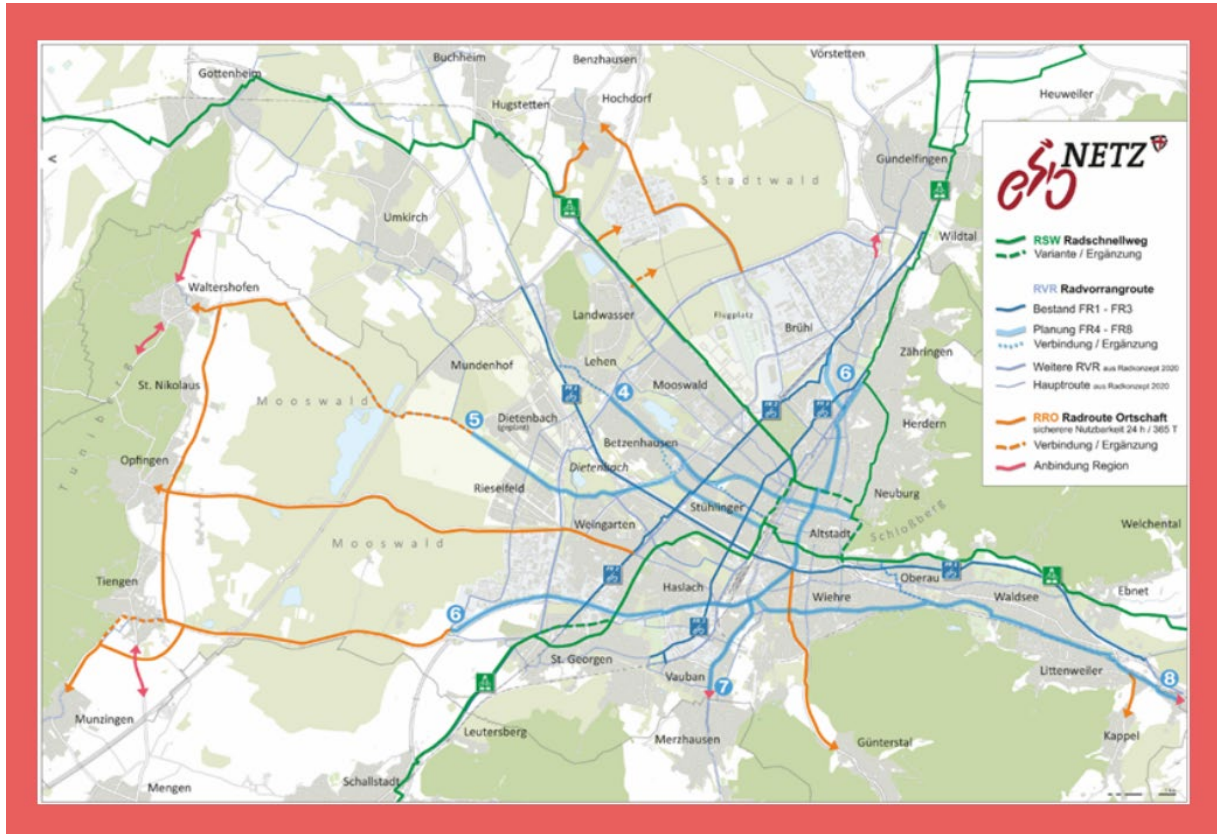 Gottenheim
Buchheim
Benzhausen
Vörstetten
Hugstetten
Hochdorf
Heuweiler
<
Gundelfingen
Stadtwald
Umkirch
Wildtal
Waltershofen
Landwasser
Flugplatz
Brühl
Lehen
Mundenhof
Mooswald
Zähringen
St. Nikolaus
Mooswald
Dietenbach
(geplant)
Betzenhausen
Herdern
Tuniberg
Opfingen
Dietenbach
Rieselfeld
Stühlinger
Neuburg
Weingarten
Altstadt
Schloßberg
Welchental
Mooswald
Tiengen
Haslach
Wiehre
Oberau
Waldsee
Ebnet
St. Georgen
Vauban
Littenweiler
Munzingen
Leutersberg
Merzhausen
Günterstal
Kappel
Mengen
Schallstadt
4
5
6
6
7
8
NETZ
RSW Radschnellweg
Variante / Ergänzung
RVR Radvorrangroute
Bestand FR1 - FR3
Planung FR4 - FR8
Verbindung / Ergänzung
Weitere RVR aus Radkonzept 2020
Hauptroute aus Radkonzept 2020
RRO Radroute Ortschaft
sicherere Nutzbarkeit 24 h / 365 T
Verbindung / Ergänzung
Anbindung Region